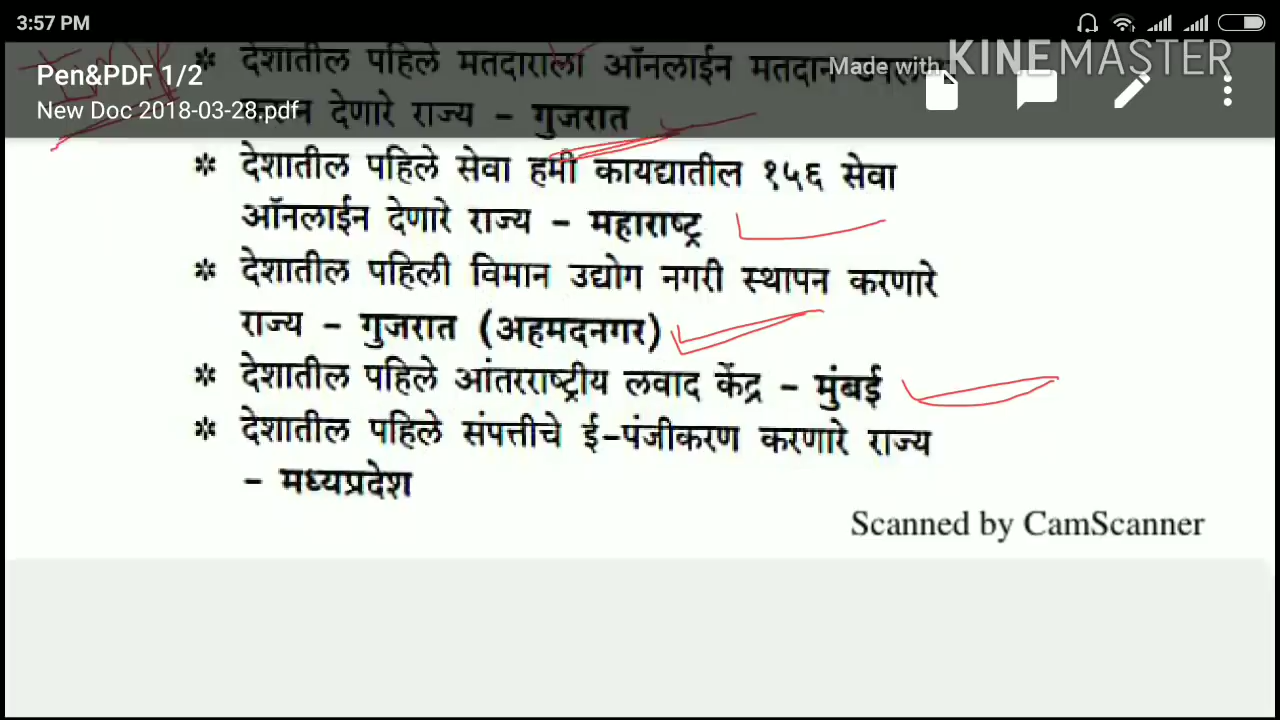 3:57 PM
* देशातील पहिले मतदाराला ऑनलाईन मतदान
Made with KINEMASTER
Pen&PDF 1/2
New Doc 2018-03-28.pdf
देणारे राज्य - गुजरात
* देशातील पहिले सेवा हमी कायद्यातील १५६ सेवा
ऑनलाईन देणारे राज्य - महाराष्ट्र
* देशातील पहिली विमान उद्योग नगरी स्थापन करणारे
राज्य - गुजरात (अहमदनगर)
* देशातील पहिले आंतरराष्ट्रीय लवाद केंद्र - मुंबई
* देशातील पहिले संपत्तीचे ई-पंजीकरण करणारे राज्य
- मध्यप्रदेश
Scanned by CamScanner